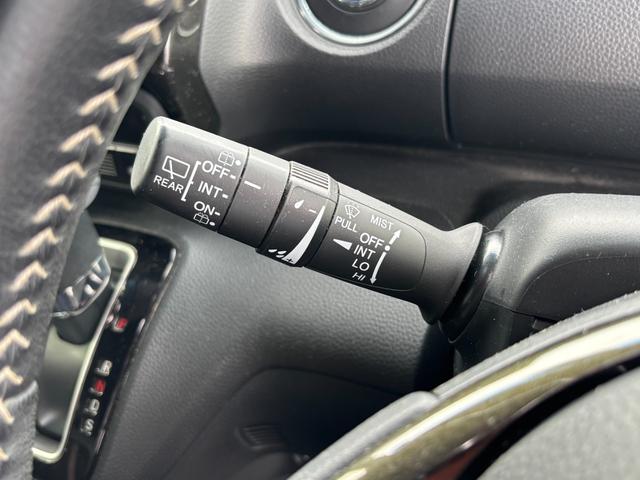 OFF
REAR INT
ON
MIST
PULL OFF
INT
LO
HI
P
R
N
D
S